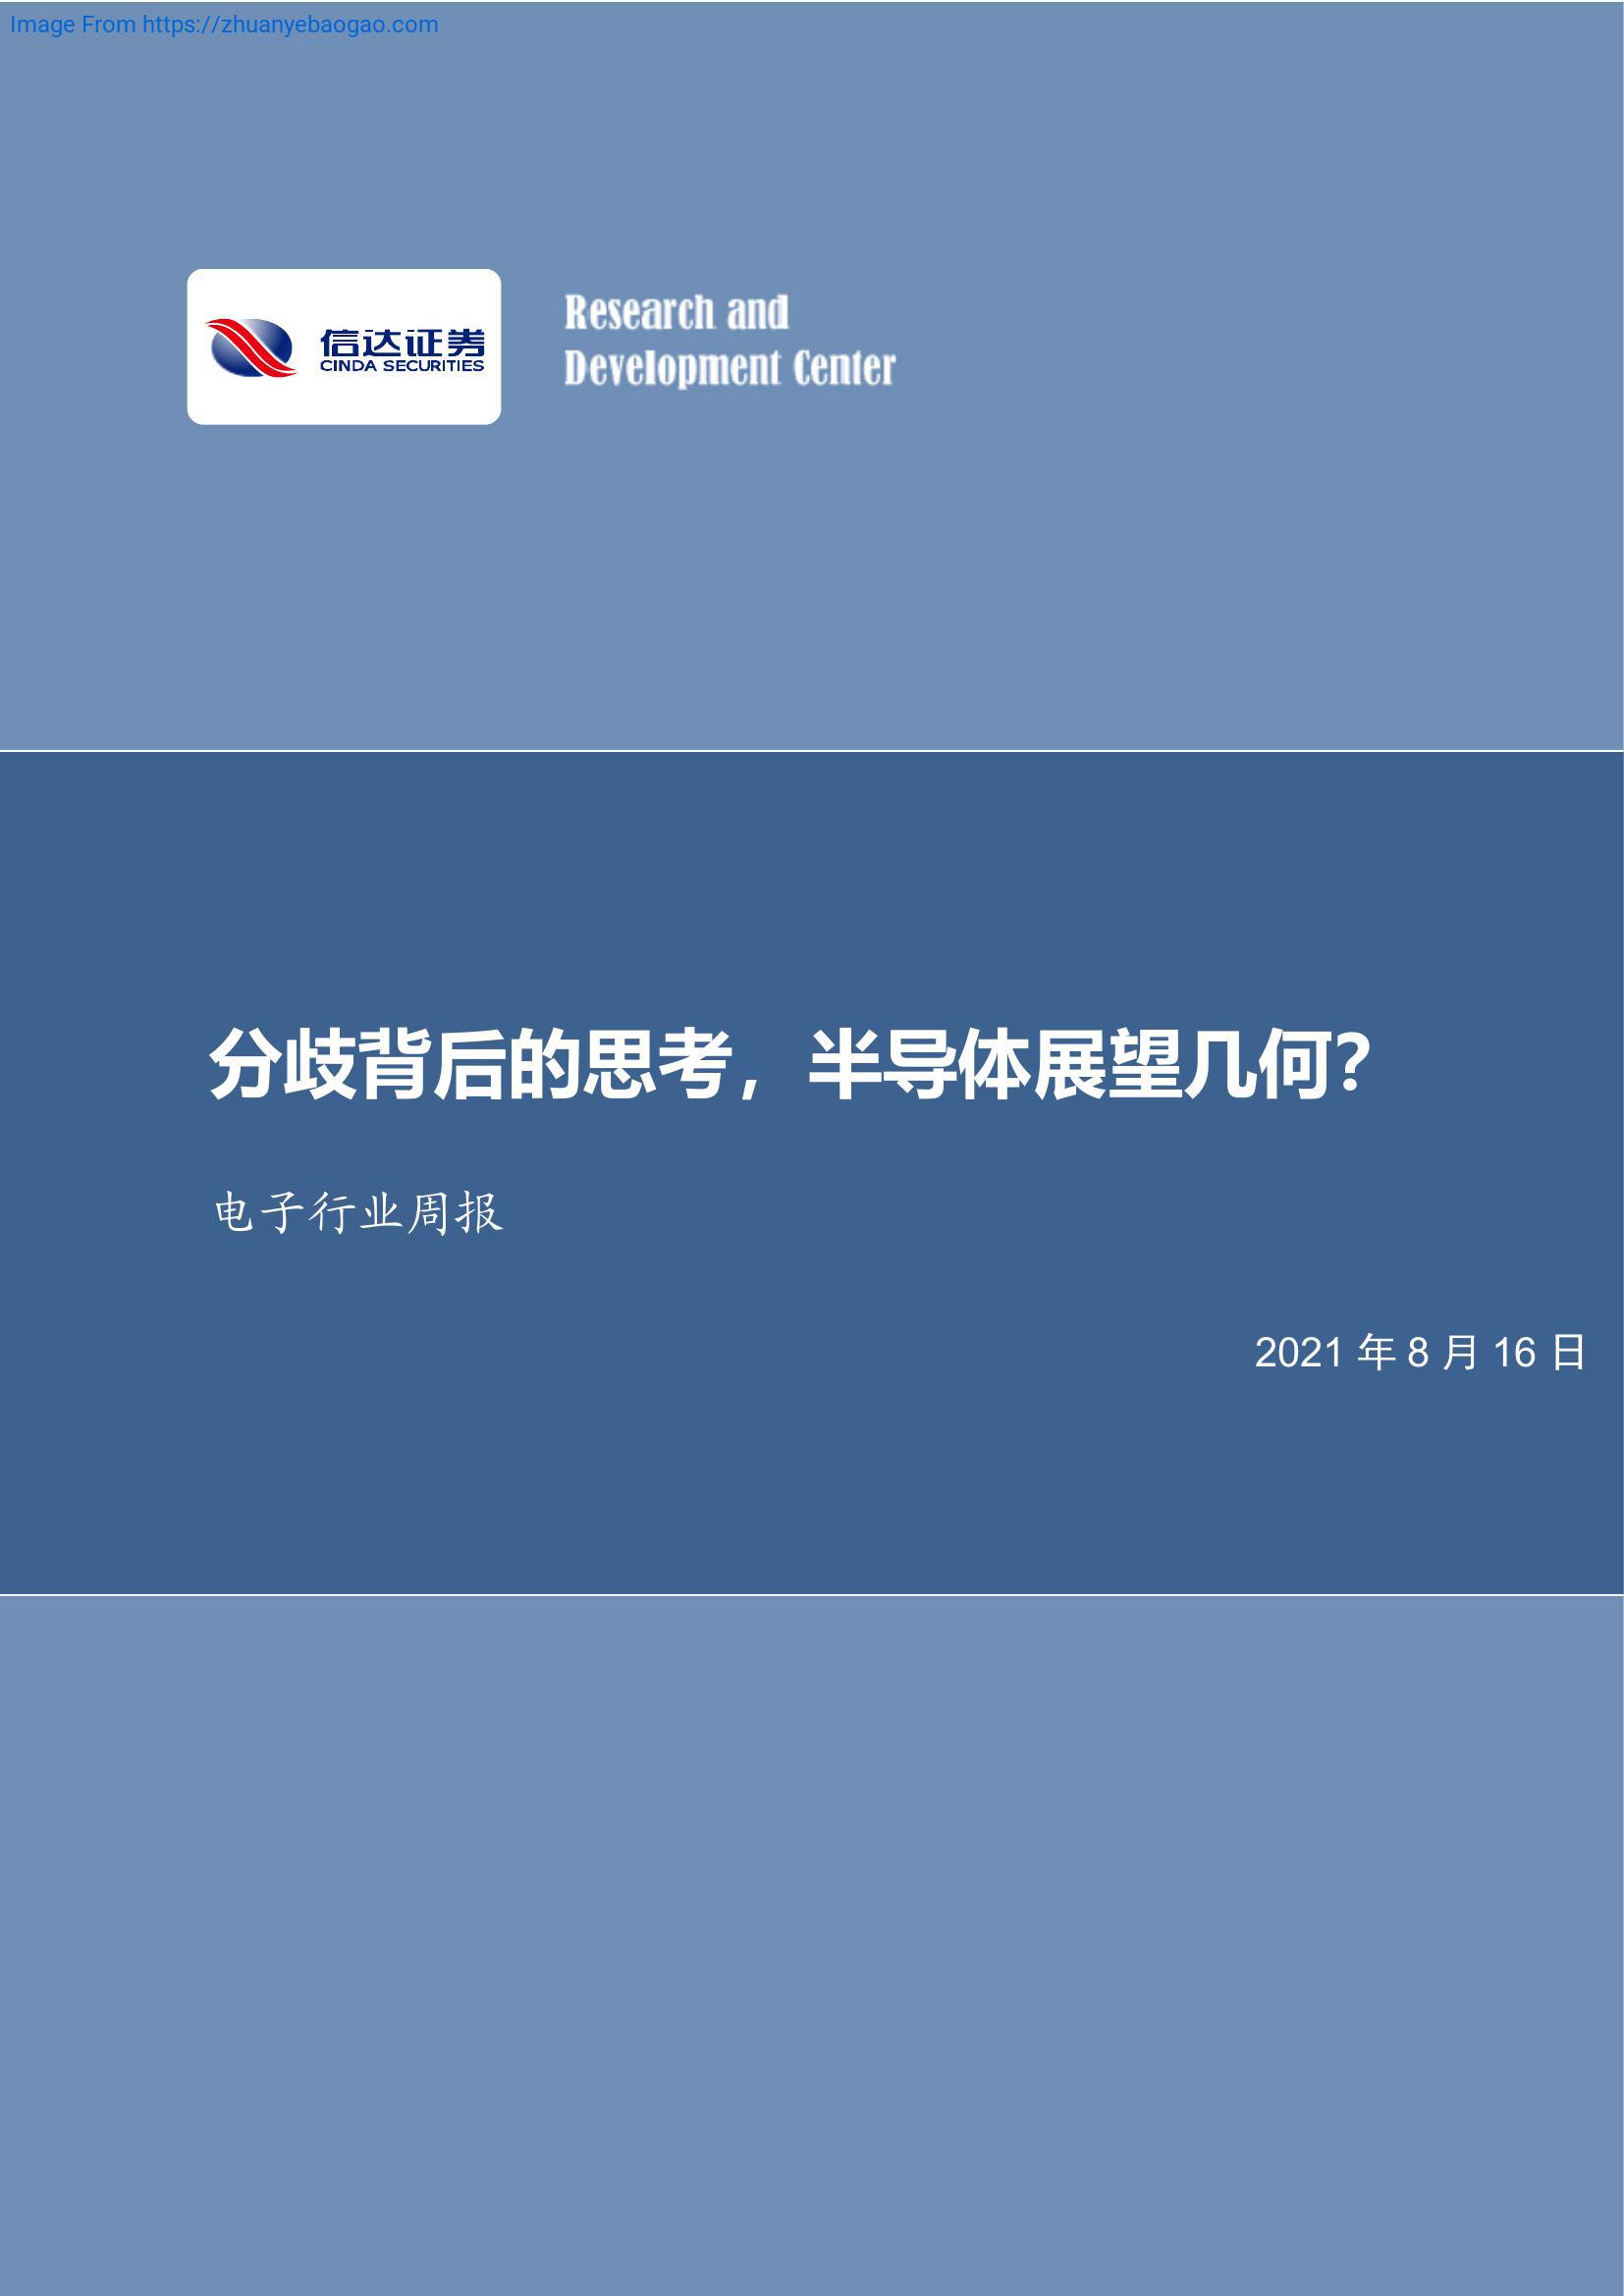 Image From https://zhuanyebaogao.com
信达证券
CINDA SECURITIES
Research and
Development Center
分歧背后的思考，半导体展望几何？
电子行业周报
2021 年 8 月 16 日